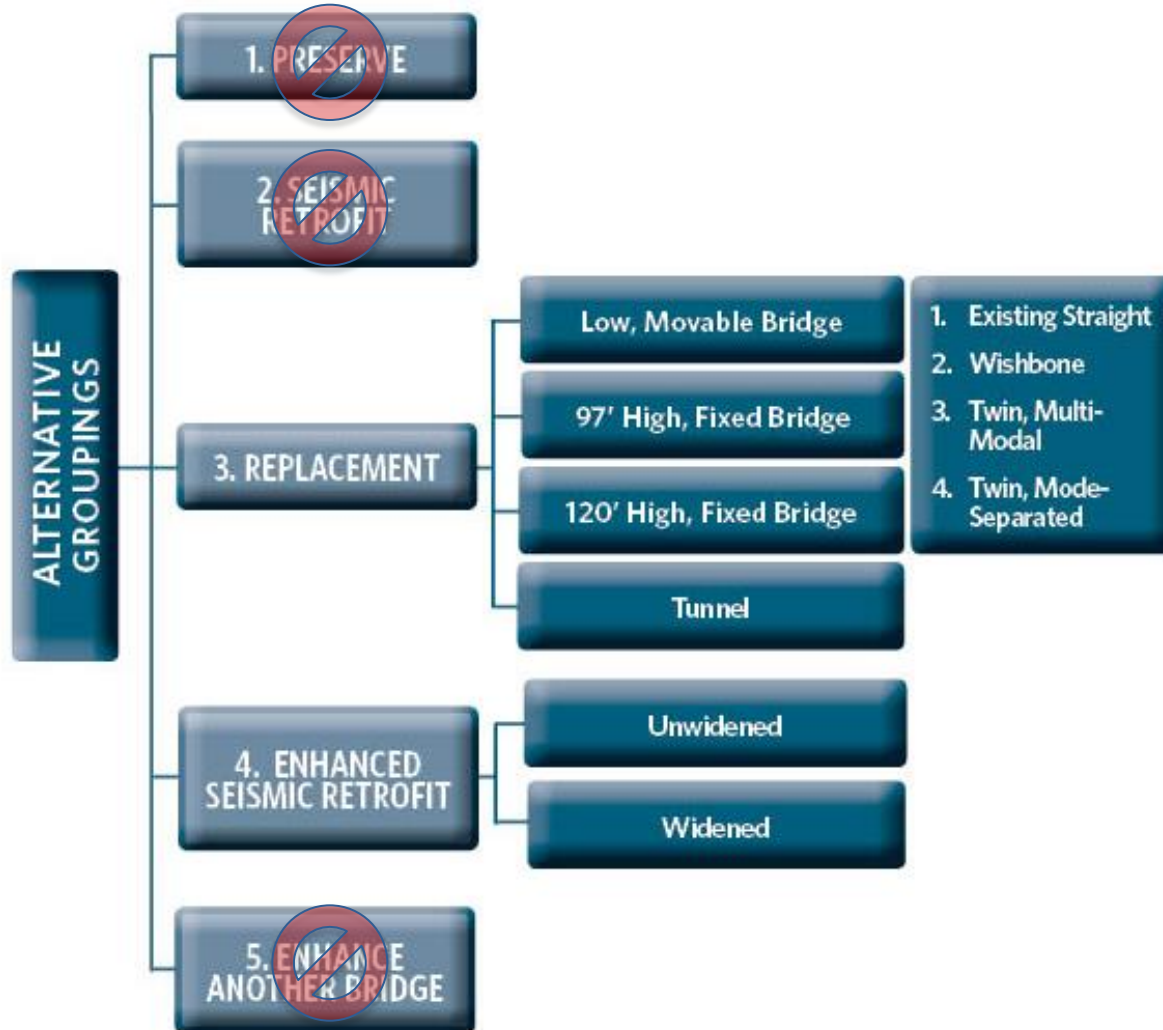 ALTERNATIVE
GROUPINGS
1. PRESERVE
2. SEISMIC
RETROFIT
3. REPLACEMENT
Low, Movable Bridge
97' High, Fixed Bridge
120' High, Fixed Bridge
Tunnel
1. Existing Straight
2. Wishbone
3. Twin, Multi-
Modal
4. Twin, Mode-
Separated
4. ENHANCED
SEISMIC RETROFIT
Unwidened
Widened
5. ENHANCE
ANOTHER BRIDGE